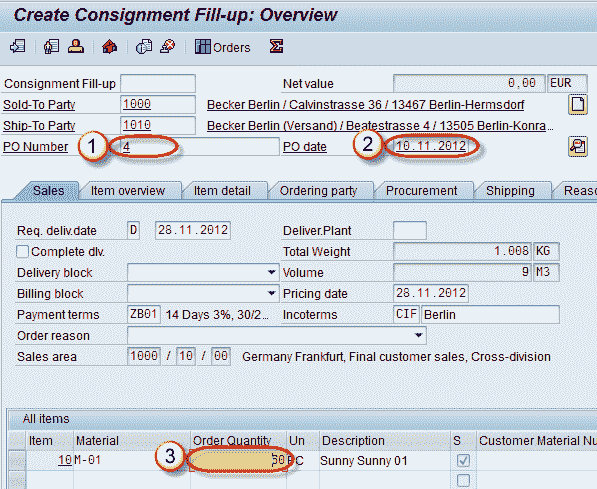 Create Consignment Fill-up: Overview
Orders
Consignment Fill-up Net value 0,00 EUR
Sold-To Party 1000 Becker Berlin / Calvinstrasse 36 / 13467 Berlin-Hermsdorf
Ship-To Party 1010 Becker Berlin (Versand) / Beatestrasse 4 / 13505 Berlin-Konra…
PO Number 1 4 PO date 2 10.11.2012
Sales Item overview Item detail Ordering party Procurement Shipping Reaso
Req. deliv.date D 28.11.2012 Deliver.Plant
Complete dlv. Total Weight 1.008 KG
Delivery block Volume 9 M3
Billing block Pricing date 28.11.2012
Payment terms ZB01 14 Days 3%, 30/2… Incoterms CIF Berlin
Order reason
Sales area 1000 / 10 / 00 Germany Frankfurt, Final customer sales, Cross-division
All items
Item Material Order Quantity Un Description S Customer Material Nu
10 M-01 3 PC Sunny Sunny 01